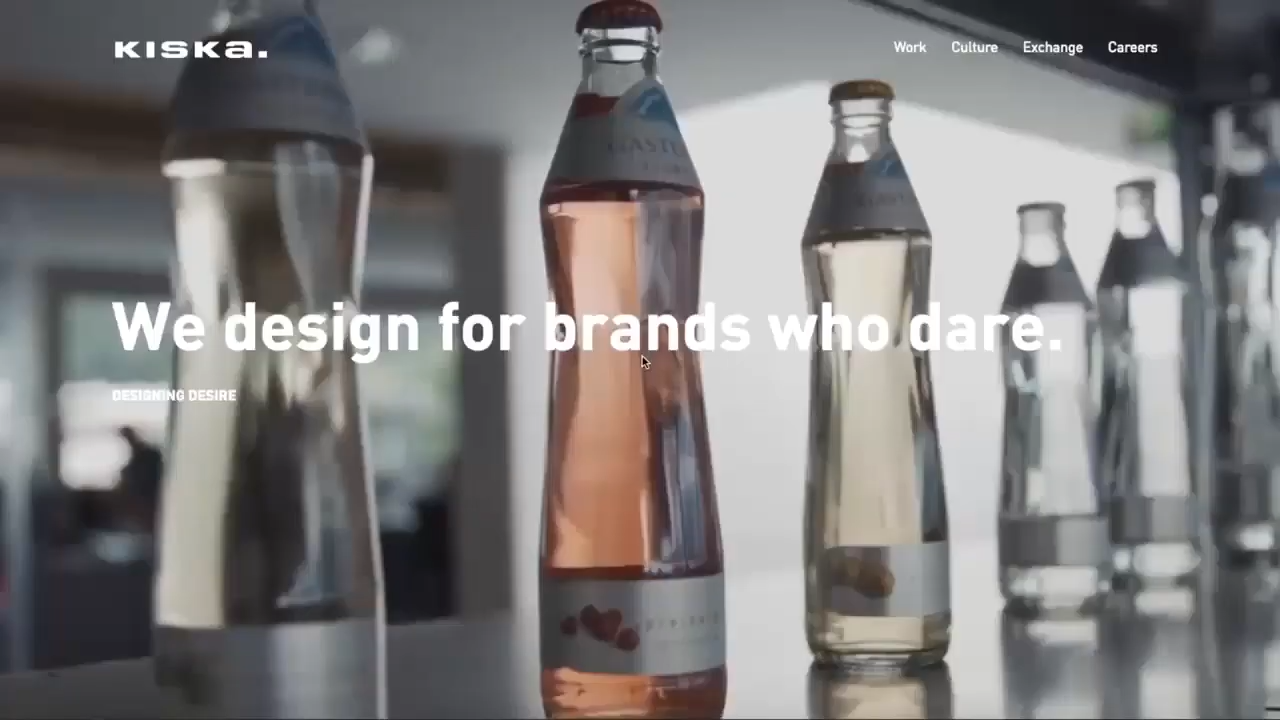 KISKA.
Work Culture Exchange Careers
We design for brands who dare.
DESIGNING DESIRE